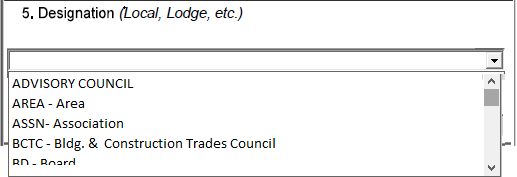 5. Designation (Local, Lodge, etc.)
ADVISORY COUNCIL
AREA - Area
ASSN- Association
BCTC - Bldg. & Construction Trades Council
BD - Board